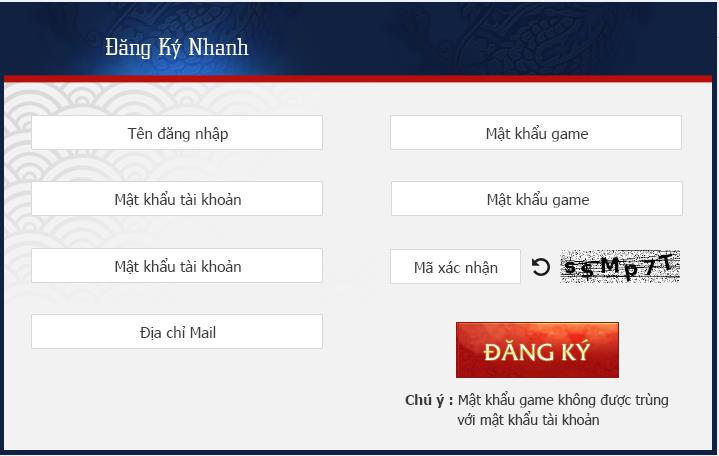 Đăng Ký Nhanh
Tên đăng nhập
Mật khẩu game
Mật khẩu tài khoản
Mật khẩu game
Mật khẩu tài khoản
Mã xác nhận
ssMp7T
Địa chỉ Mail
ĐĂNG KÝ
Chú ý : Mật khẩu game không được trùng
với mật khẩu tài khoản